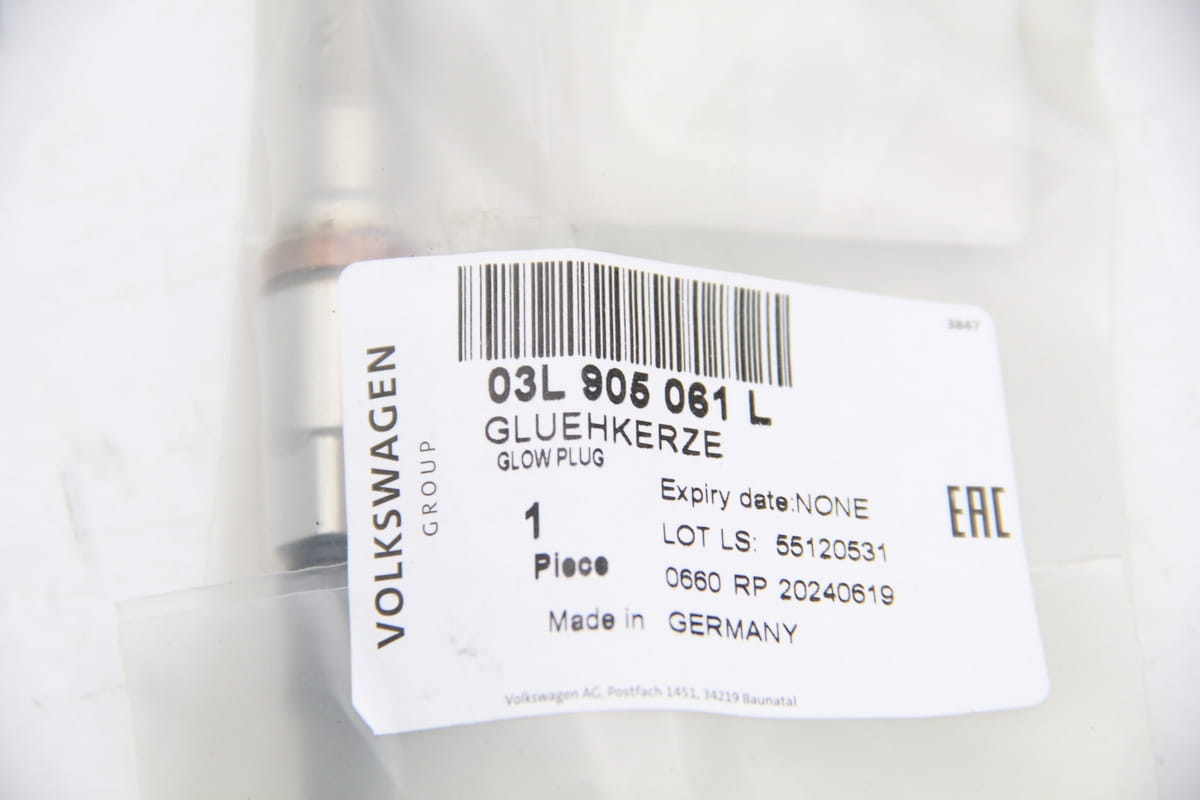 VOLKSWAGEN
GROUP
3847
03L 905 061 L
GLUEHKERZE
GLOW PLUG
1
Piece
Expiry date:NONE
LOT LS: 55120531
0660 RP 20240619
Made in GERMANY
EAC
Volkswagen AG, Postfach 1451, 34219 Baunatal